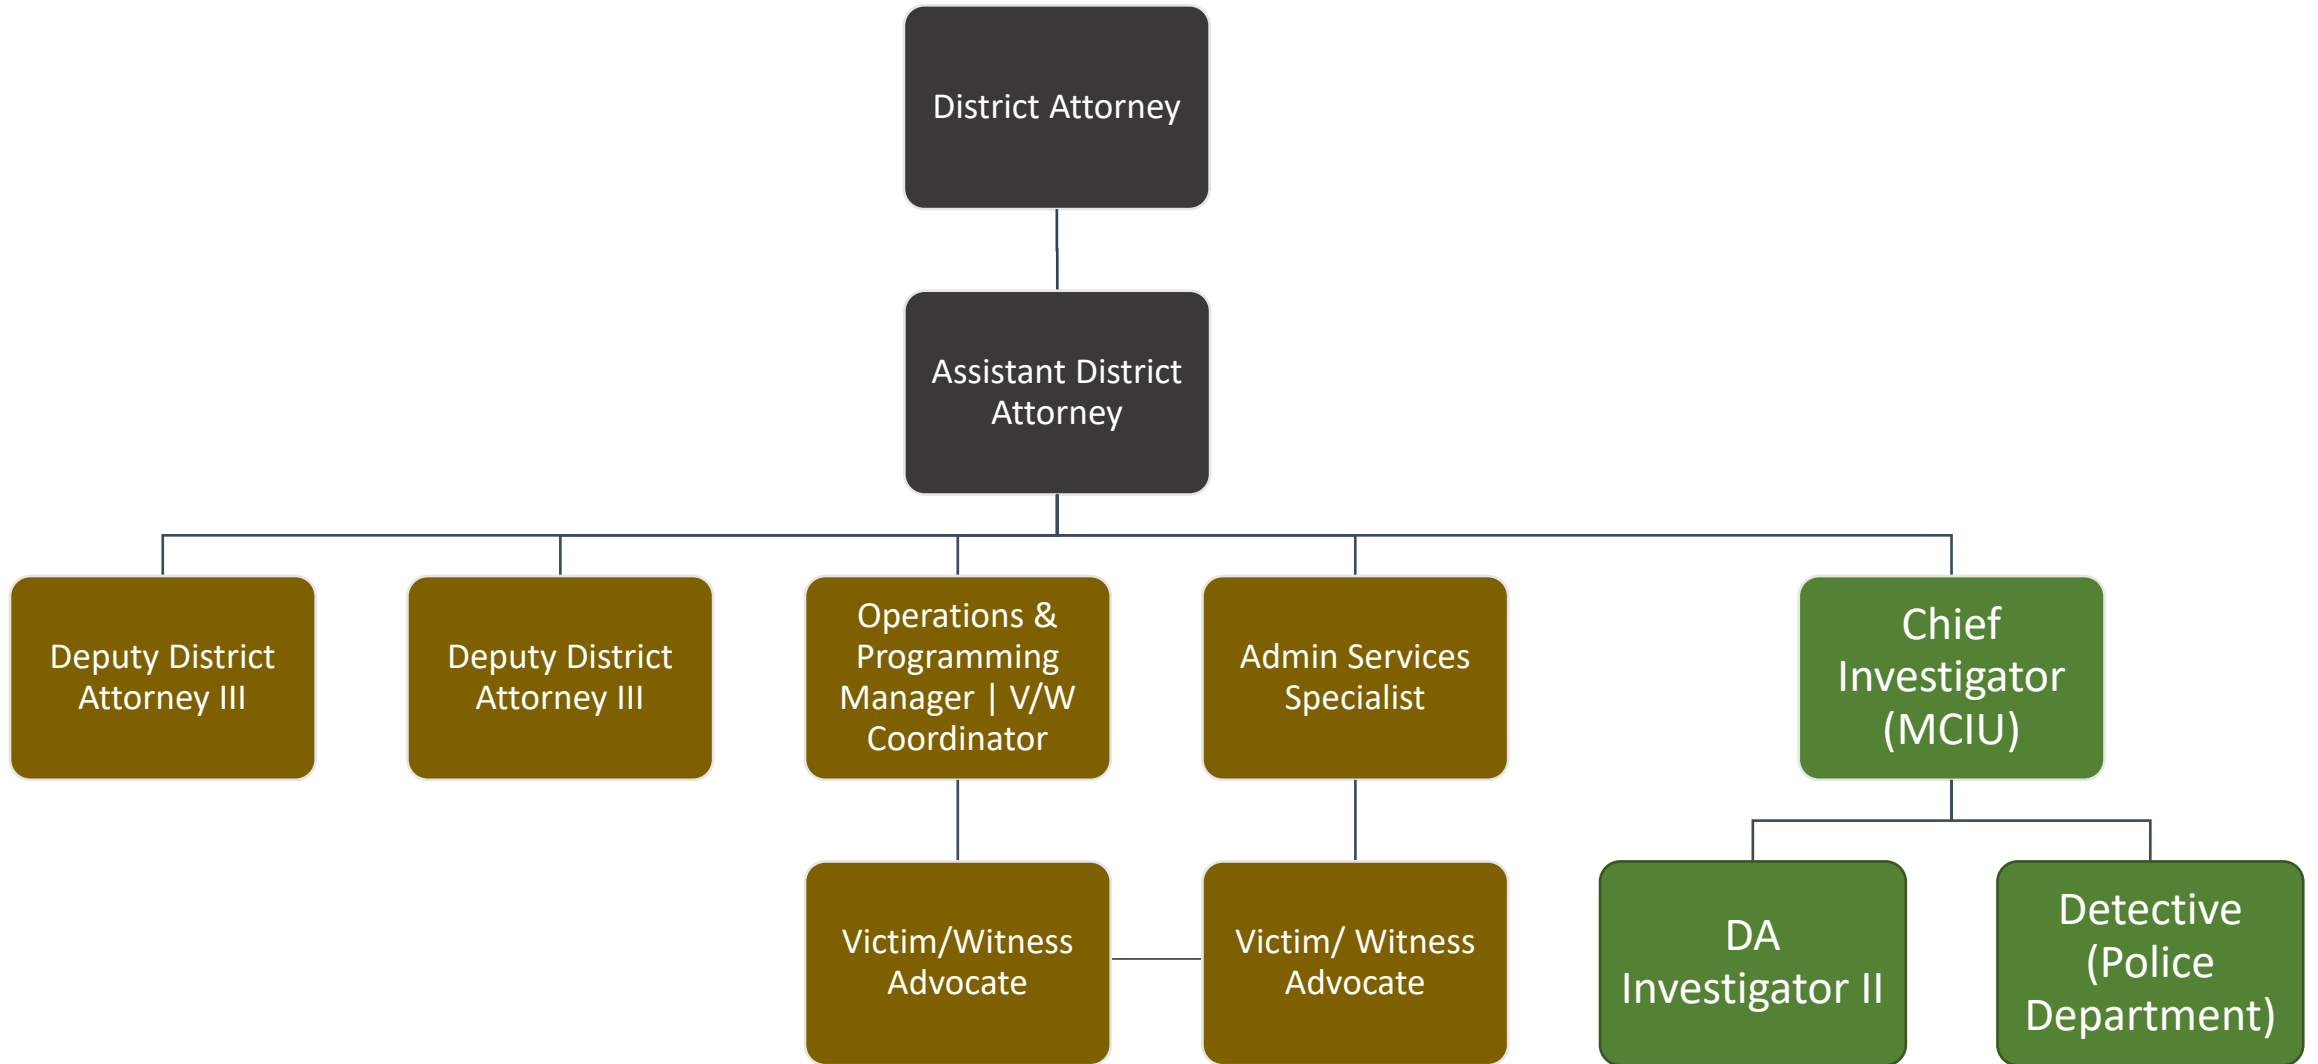 District Attorney
Assistant District
Attorney
Deputy District
Attorney III
Deputy District
Attorney III
Operations &
Programming
Manager | V/W
Coordinator
Admin Services
Specialist
Chief
Investigator
(MCIU)
Victim/Witness
Advocate
Victim/ Witness
Advocate
DA
Investigator II
Detective
(Police
Department)